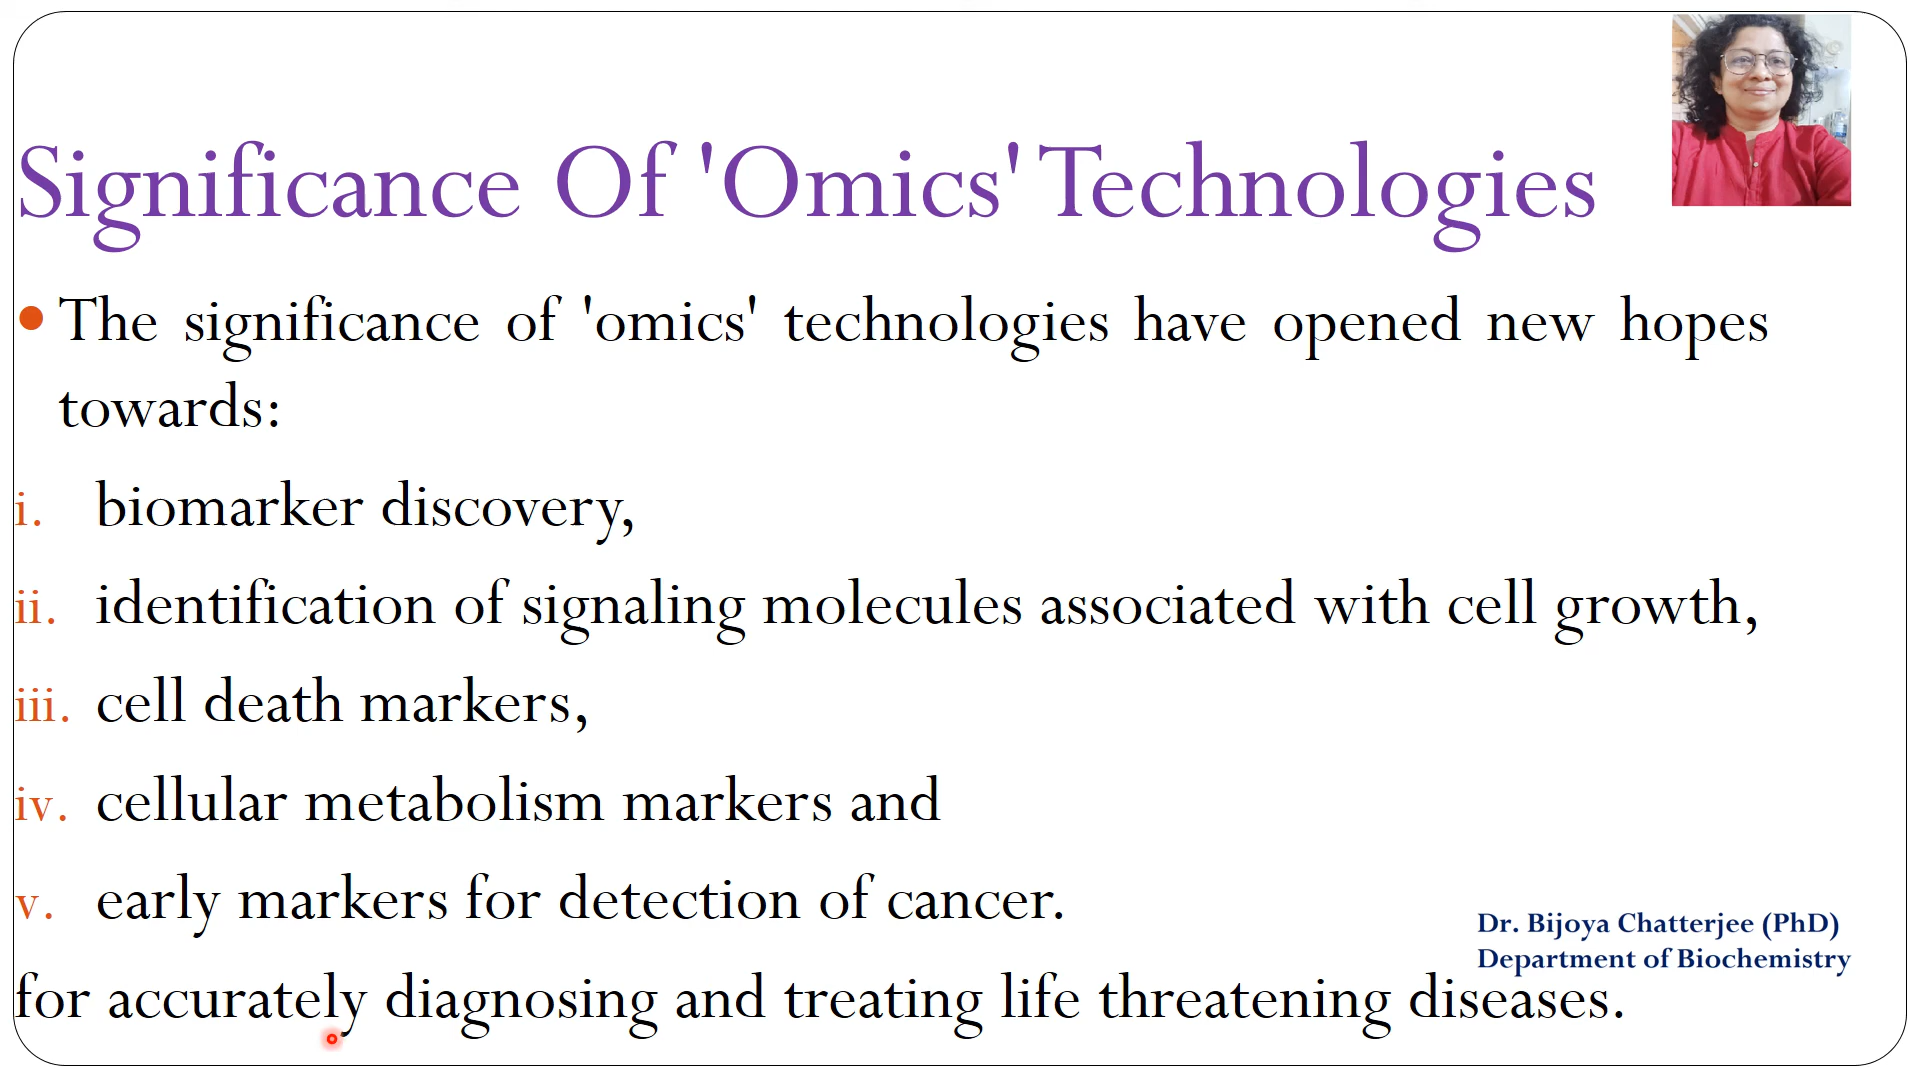 Significance Of 'Omics' Technologies
• The significance of 'omics' technologies have opened new hopes
towards:
i. biomarker discovery,
ii. identification of signaling molecules associated with cell growth,
iii. cell death markers,
iv. cellular metabolism markers and
v. early markers for detection of cancer.
Dr. Bijoya Chatterjee (PhD)
Department of Biochemistry
for accurately diagnosing and treating life threatening diseases.